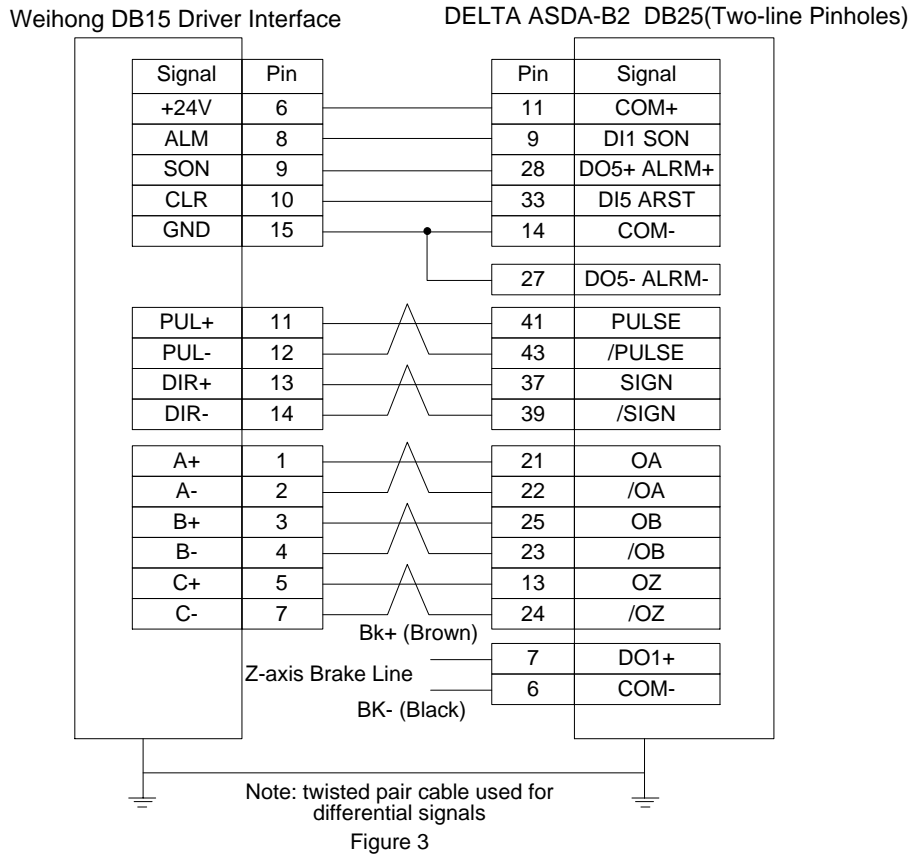 Weihong DB15 Driver Interface DELTA ASDA-B2 DB25(Two-line Pinholes)
Signal Pin Pin Signal
+24V 6 11 COM+
ALM 8 9 DI1 SON
SON 9 28 DO5+ ALRM+
CLR 10 33 DI5 ARST
GND 15 14 COM-
27 DO5- ALRM-
PUL+ 11 41 PULSE
PUL- 12 43 /PULSE
DIR+ 13 37 SIGN
DIR- 14 39 /SIGN
A+ 1 21 OA
A- 2 22 /OA
B+ 3 25 OB
B- 4 23 /OB
C+ 5 13 OZ
C- 7 24 /OZ
Bk+ (Brown)
7 DO1+
Z-axis Brake Line
6 COM-
BK- (Black)
Note: twisted pair cable used for
differential signals
Figure 3